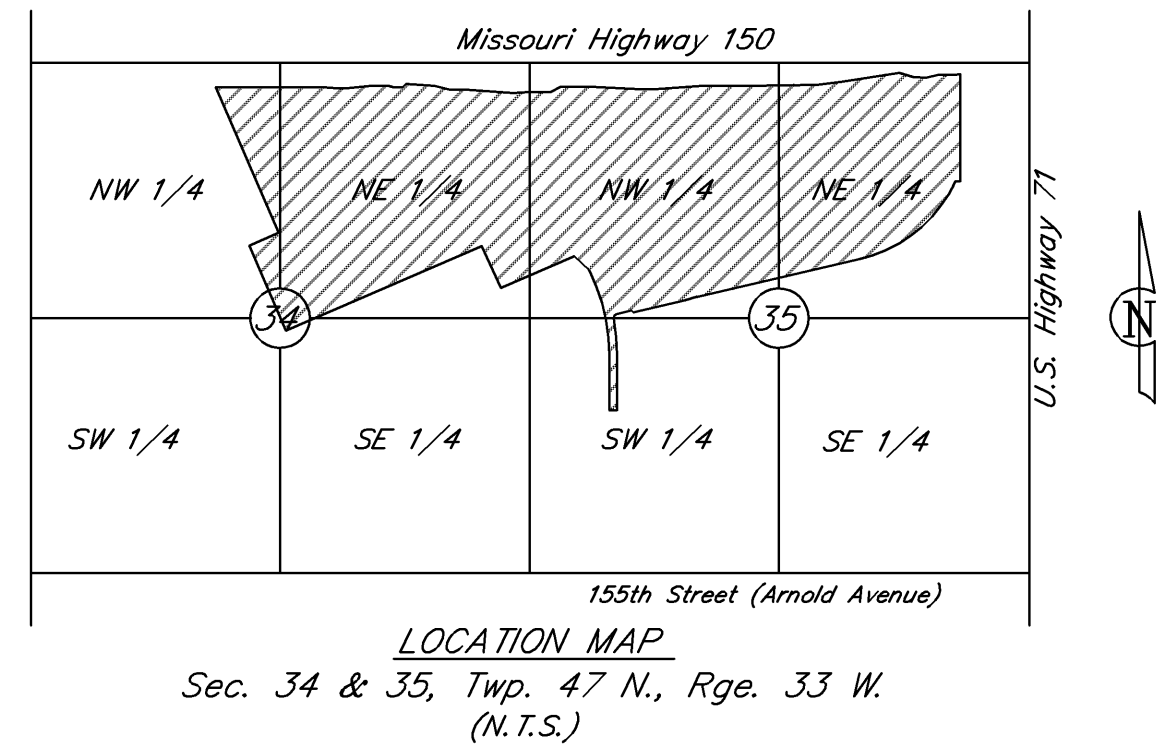 Missouri Highway 150
NW 1/4
NE 1/4
NW 1/4
NE 1/4
U.S. Highway 71
N
34
35
SW 1/4
SE 1/4
SW 1/4
SE 1/4
155th Street (Arnold Avenue)
LOCATION MAP
Sec. 34 & 35, Twp. 47 N., Rge. 33 W.
(N.T.S.)